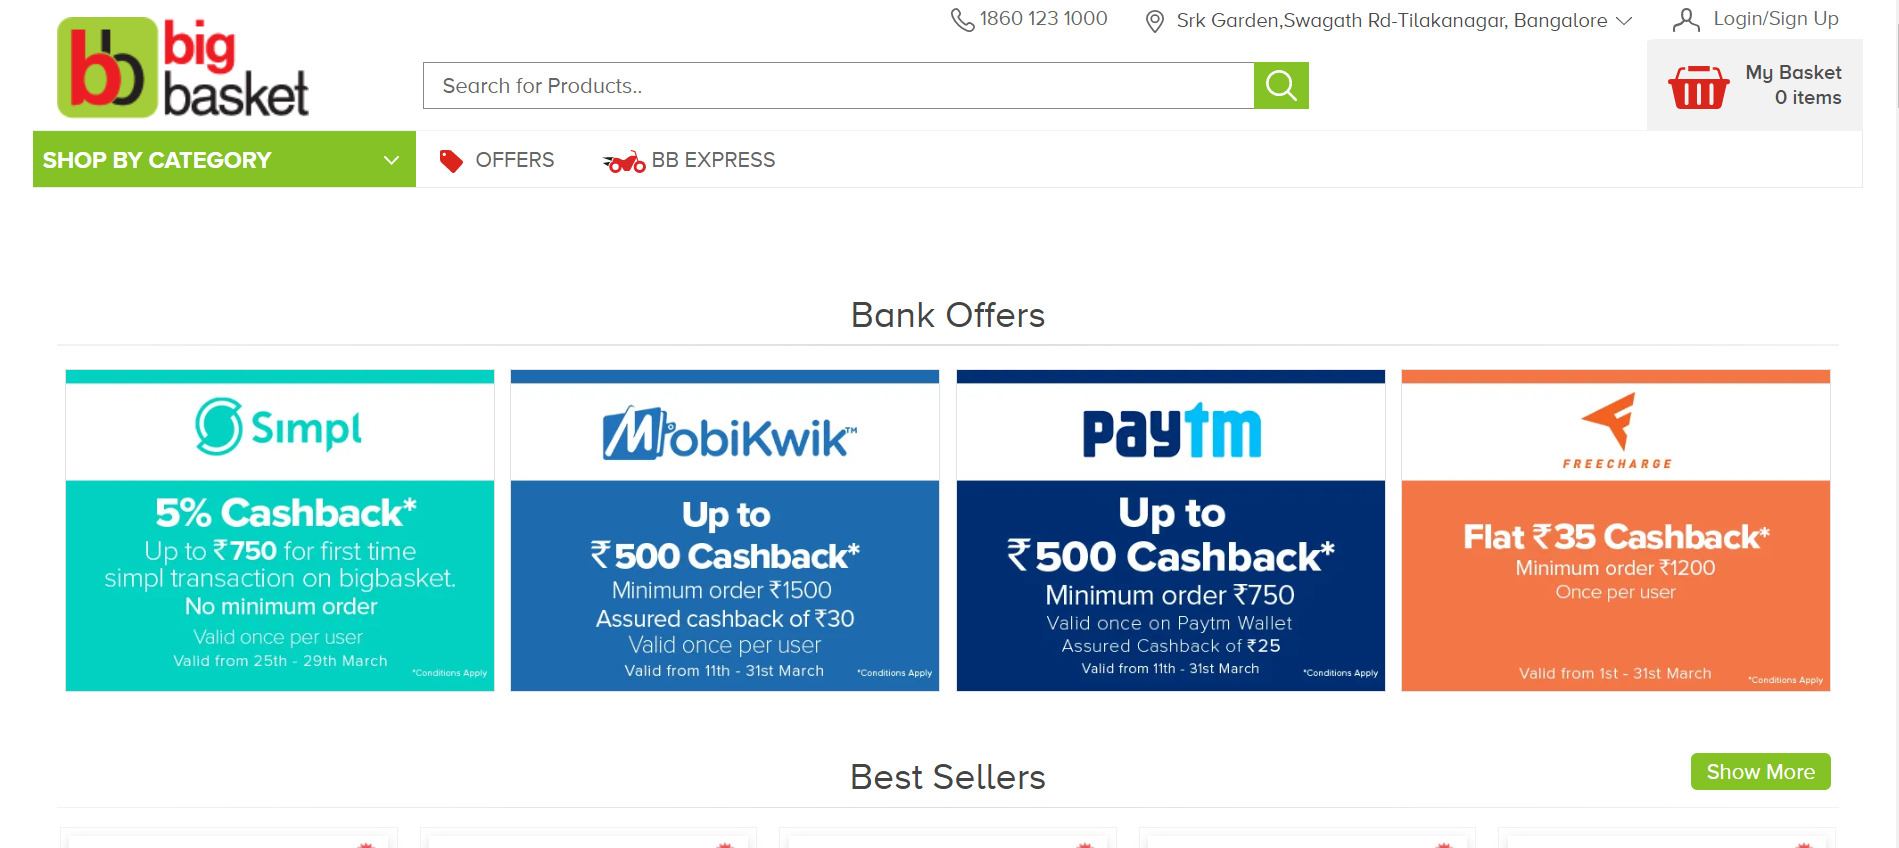 1860 123 1000
Srk Garden,Swagath Rd-Tilakanagar, Bangalore
Login/Sign Up
bb big
basket
Search for Products..
My Basket
0 items
SHOP BY CATEGORY
OFFERS
BB EXPRESS
Bank Offers
Simpl
5% Cashback*
Up to ₹750 for first time
simpl transaction on bigbasket.
No minimum order
Valid once per user
Valid from 25th - 29th March
*Conditions Apply
MobiKwik™
Up to
₹500 Cashback*
Minimum order ₹1500
Assured cashback of ₹30
Valid once per user
Valid from 11th - 31st March
*Conditions Apply
paytm
Up to
₹500 Cashback*
Minimum order ₹750
Valid once on Paytm Wallet
Assured Cashback of ₹25
Valid from 11th - 31st March
*Conditions Apply
FREECHARGE
Flat ₹35 Cashback*
Minimum order ₹1200
Once per user
Valid from 1st - 31st March
*Conditions Apply
Best Sellers
Show More